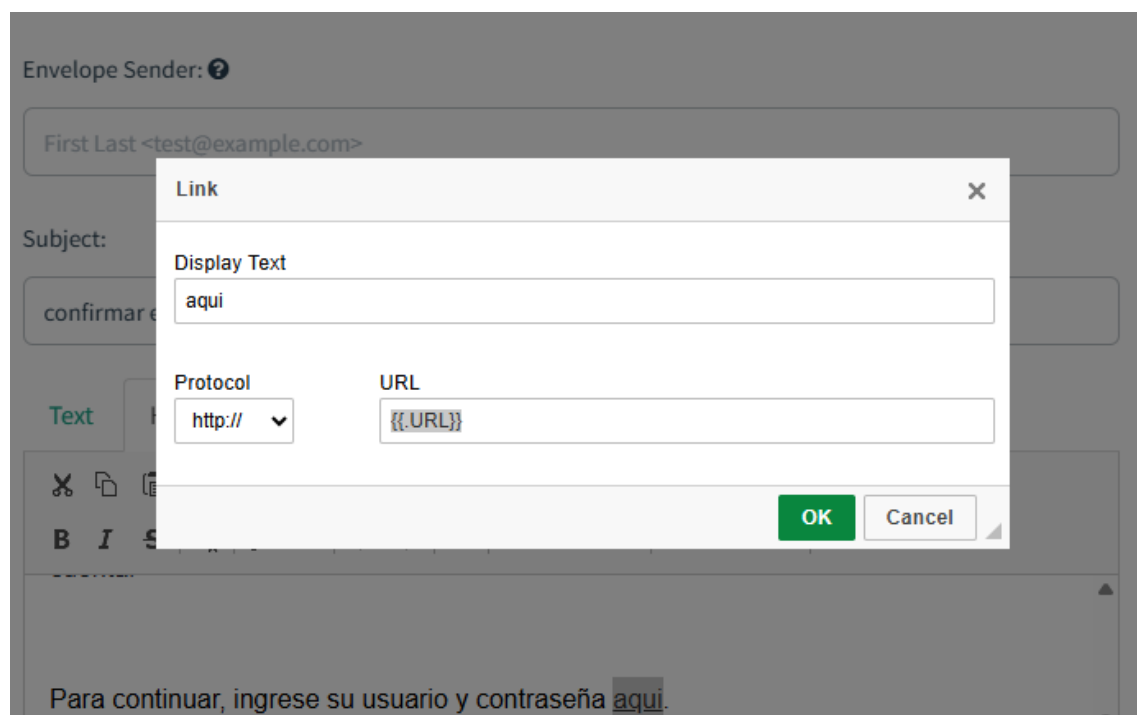 Envelope Sender:
First Last <test@example.com>
Link
Subject:
Display Text
aqui
confirmar
Protocol
URL
Text
http://
{{.URL}}
OK
Cancel
B I S
Para continuar, ingrese su usuario y contraseña aqui.